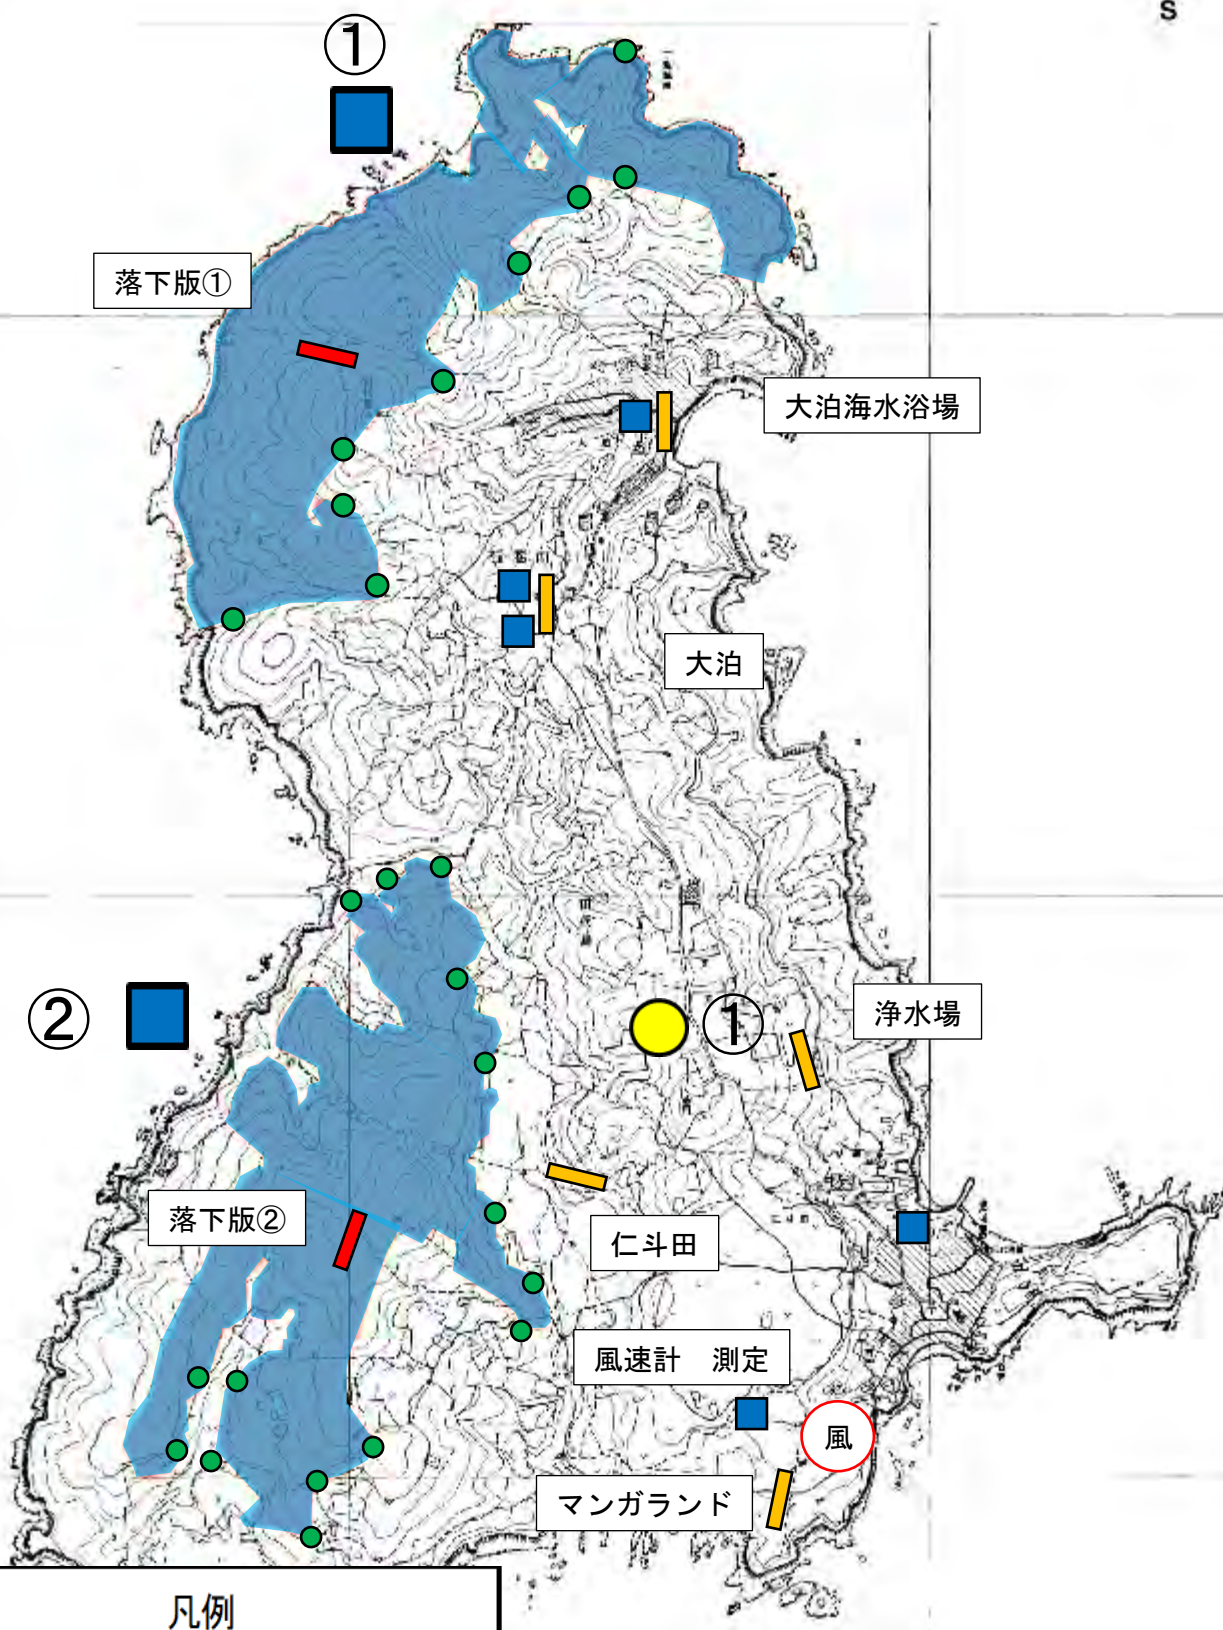 S
①
落下版①
大泊海水浴場
大泊
②
①
浄水場
落下版②
仁斗田
風速計　測定
風
マンガランド
凡例